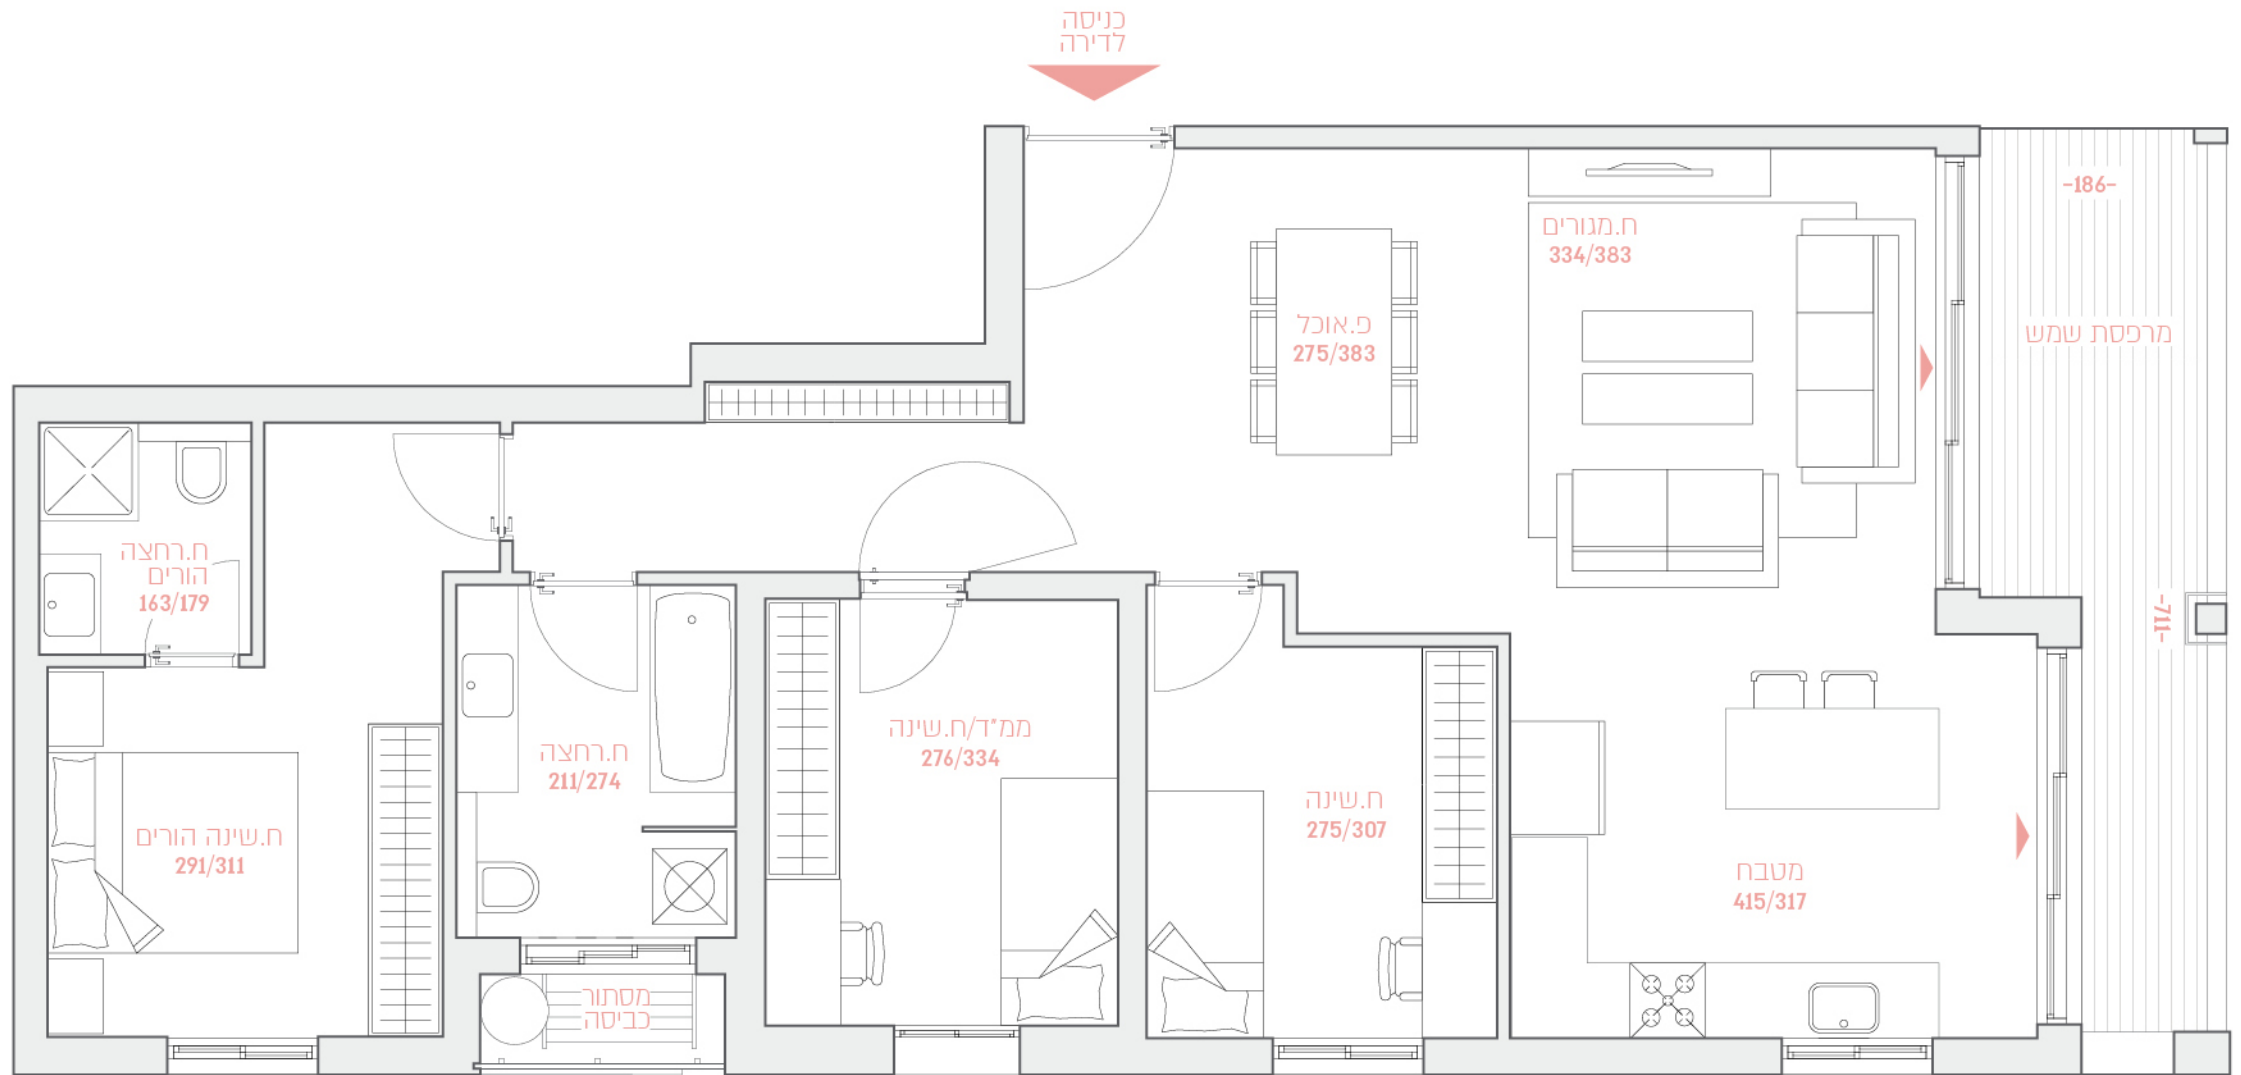 כניסה
לדירה
-186-
ח.מגורים
334/383
פ.אוכל
275/383
מרפסת שמש
ח.רחצה
הורים
163/179
-711-
ממ"ד/ח.שינה
276/334
ח.רחצה
211/274
ח.שינה
275/307
ח.שינה הורים
291/311
מטבח
415/317
מסתור
כביסה